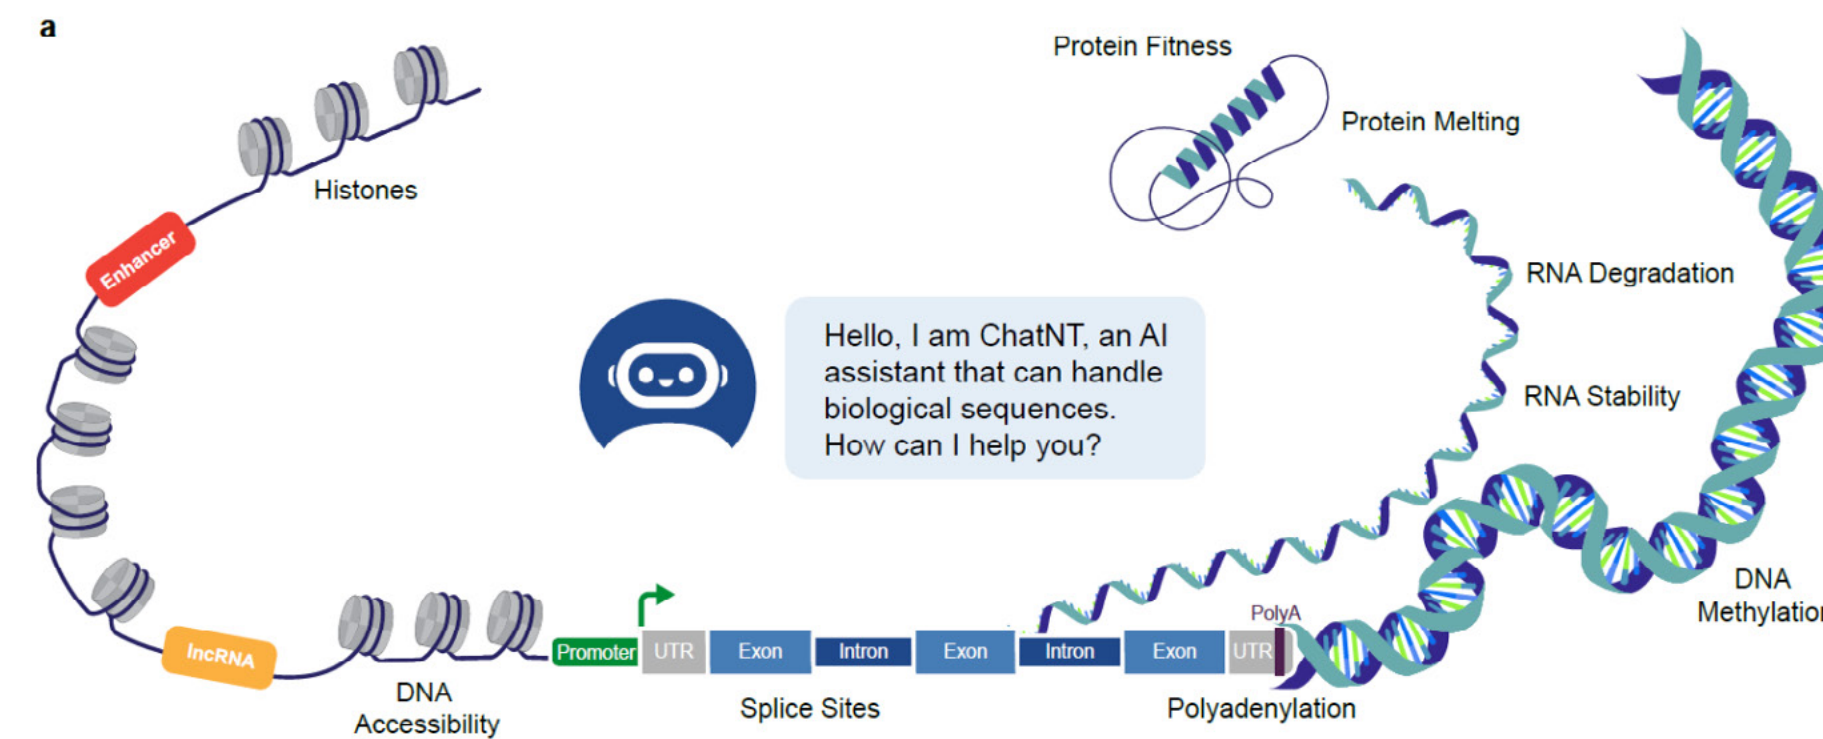 a
Protein Fitness
Protein Melting
Histones
Enhancer
RNA Degradation
Hello, I am ChatNT, an AI
assistant that can handle
biological sequences.
How can I help you?
RNA Stability
DNA
Methylation
PolyA
lncRNA
Promoter UTR Exon Intron Exon Intron Exon UTR
DNA
Accessibility
Splice Sites
Polyadenylation